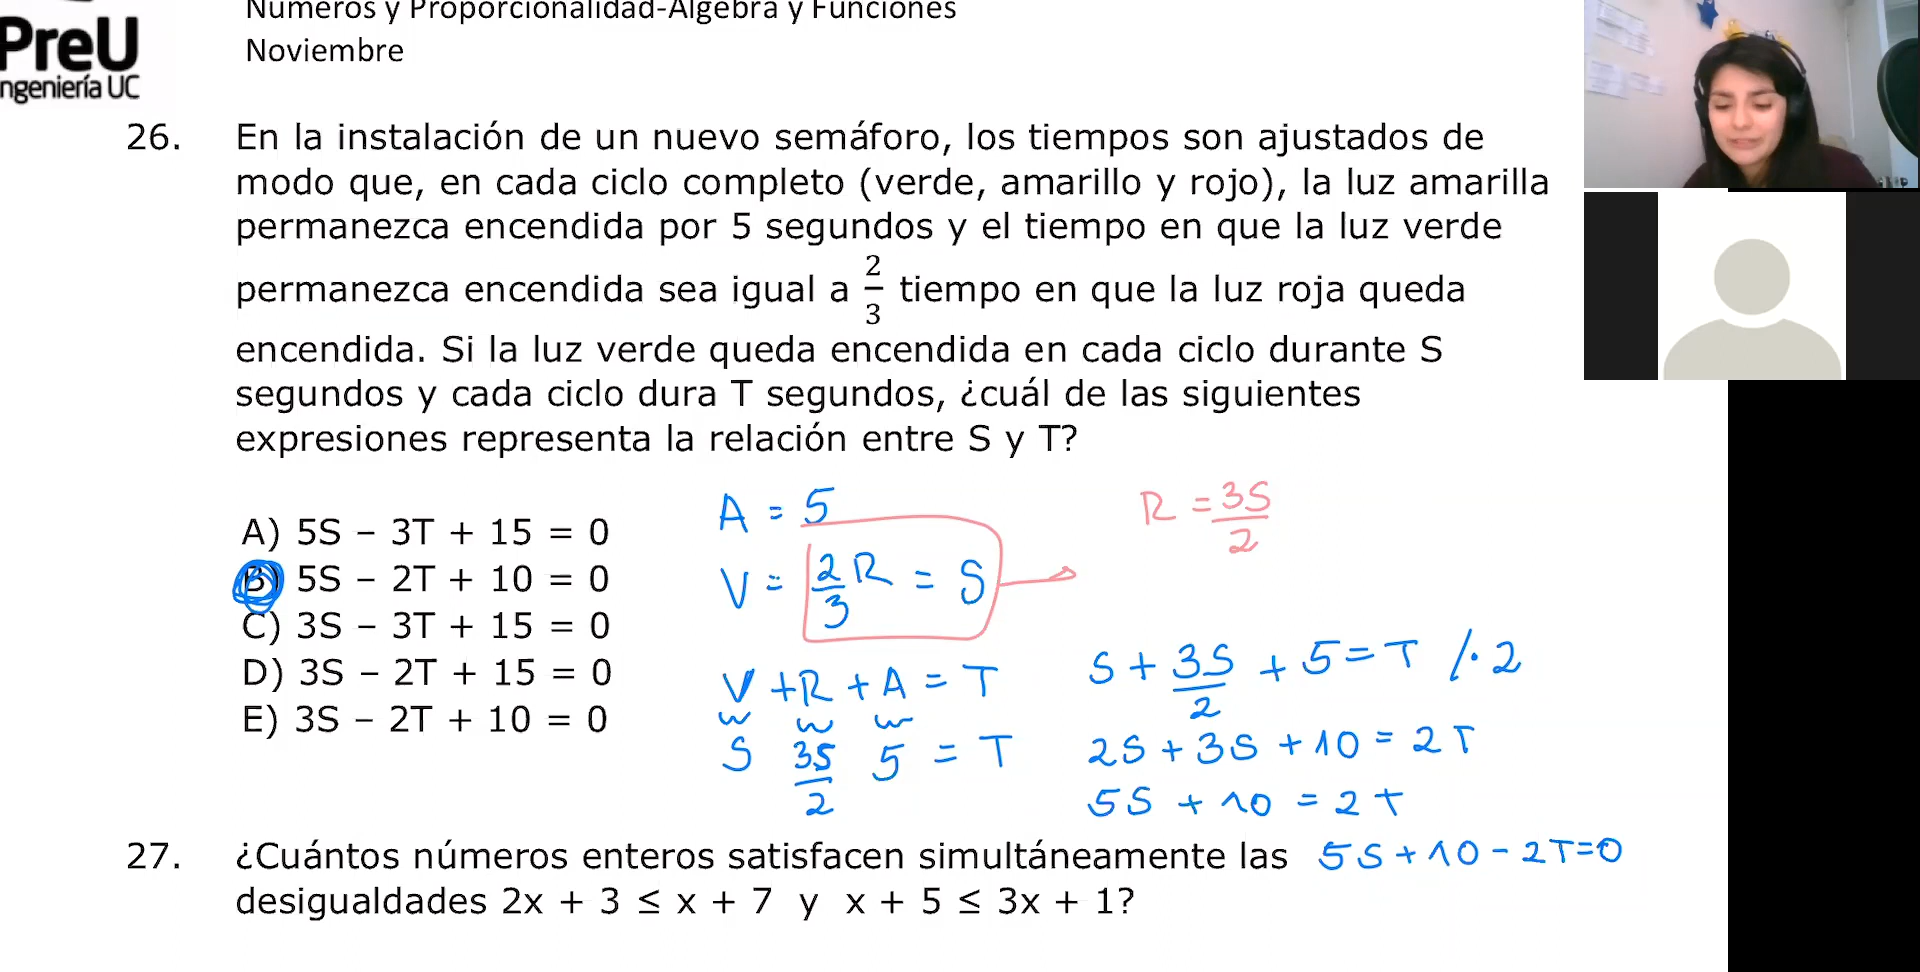 Números y Proporcionalidad-Álgebra y Funciones
Noviembre
PreU
ngeniería UC
26. En la instalación de un nuevo semáforo, los tiempos son ajustados de
modo que, en cada ciclo completo (verde, amarillo y rojo), la luz amarilla
permanezca encendida por 5 segundos y el tiempo en que la luz verde
permanezca encendida sea igual a 2/3 tiempo en que la luz roja queda
encendida. Si la luz verde queda encendida en cada ciclo durante S
segundos y cada ciclo dura T segundos, ¿cuál de las siguientes
expresiones representa la relación entre S y T?
A) 5S – 3T + 15 = 0
B) 5S – 2T + 10 = 0
C) 3S – 3T + 15 = 0
D) 3S – 2T + 15 = 0
E) 3S – 2T + 10 = 0
A = 5
V = 2/3 R = S
R = 3S/2
V + R + A = T
S 3S/2 5 = T
S + 3S/2 + 5 = T /·2
2S + 3S + 10 = 2T
5S + 10 = 2T
5S + 10 - 2T = 0
27. ¿Cuántos números enteros satisfacen simultáneamente las
desigualdades 2x + 3 ≤ x + 7 y x + 5 ≤ 3x + 1?